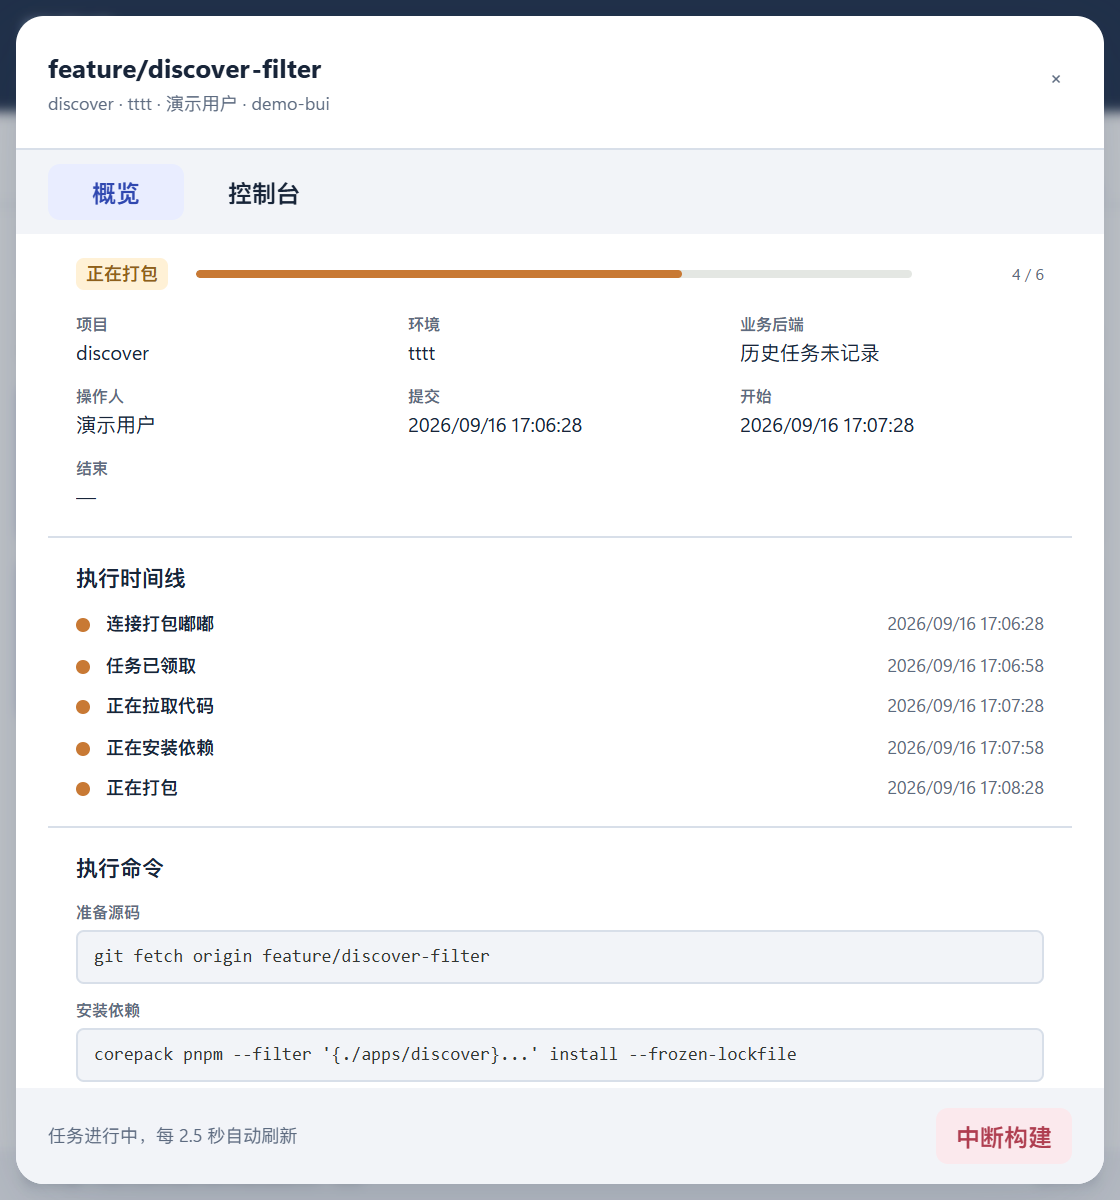 feature/discover-filter
×
discover · tttt · 演示用户 · demo-bui
概览 控制台
正在打包 4 / 6
项目 环境 业务后端
discover tttt 历史任务未记录
操作人 提交 开始
演示用户 2026/09/16 17:06:28 2026/09/16 17:07:28
结束
—
执行时间线
连接打包嘟嘟 2026/09/16 17:06:28
任务已领取 2026/09/16 17:06:58
正在拉取代码 2026/09/16 17:07:28
正在安装依赖 2026/09/16 17:07:58
正在打包 2026/09/16 17:08:28
执行命令
准备源码
git fetch origin feature/discover-filter
安装依赖
corepack pnpm --filter '{./apps/discover}...' install --frozen-lockfile
任务进行中，每 2.5 秒自动刷新 中断构建